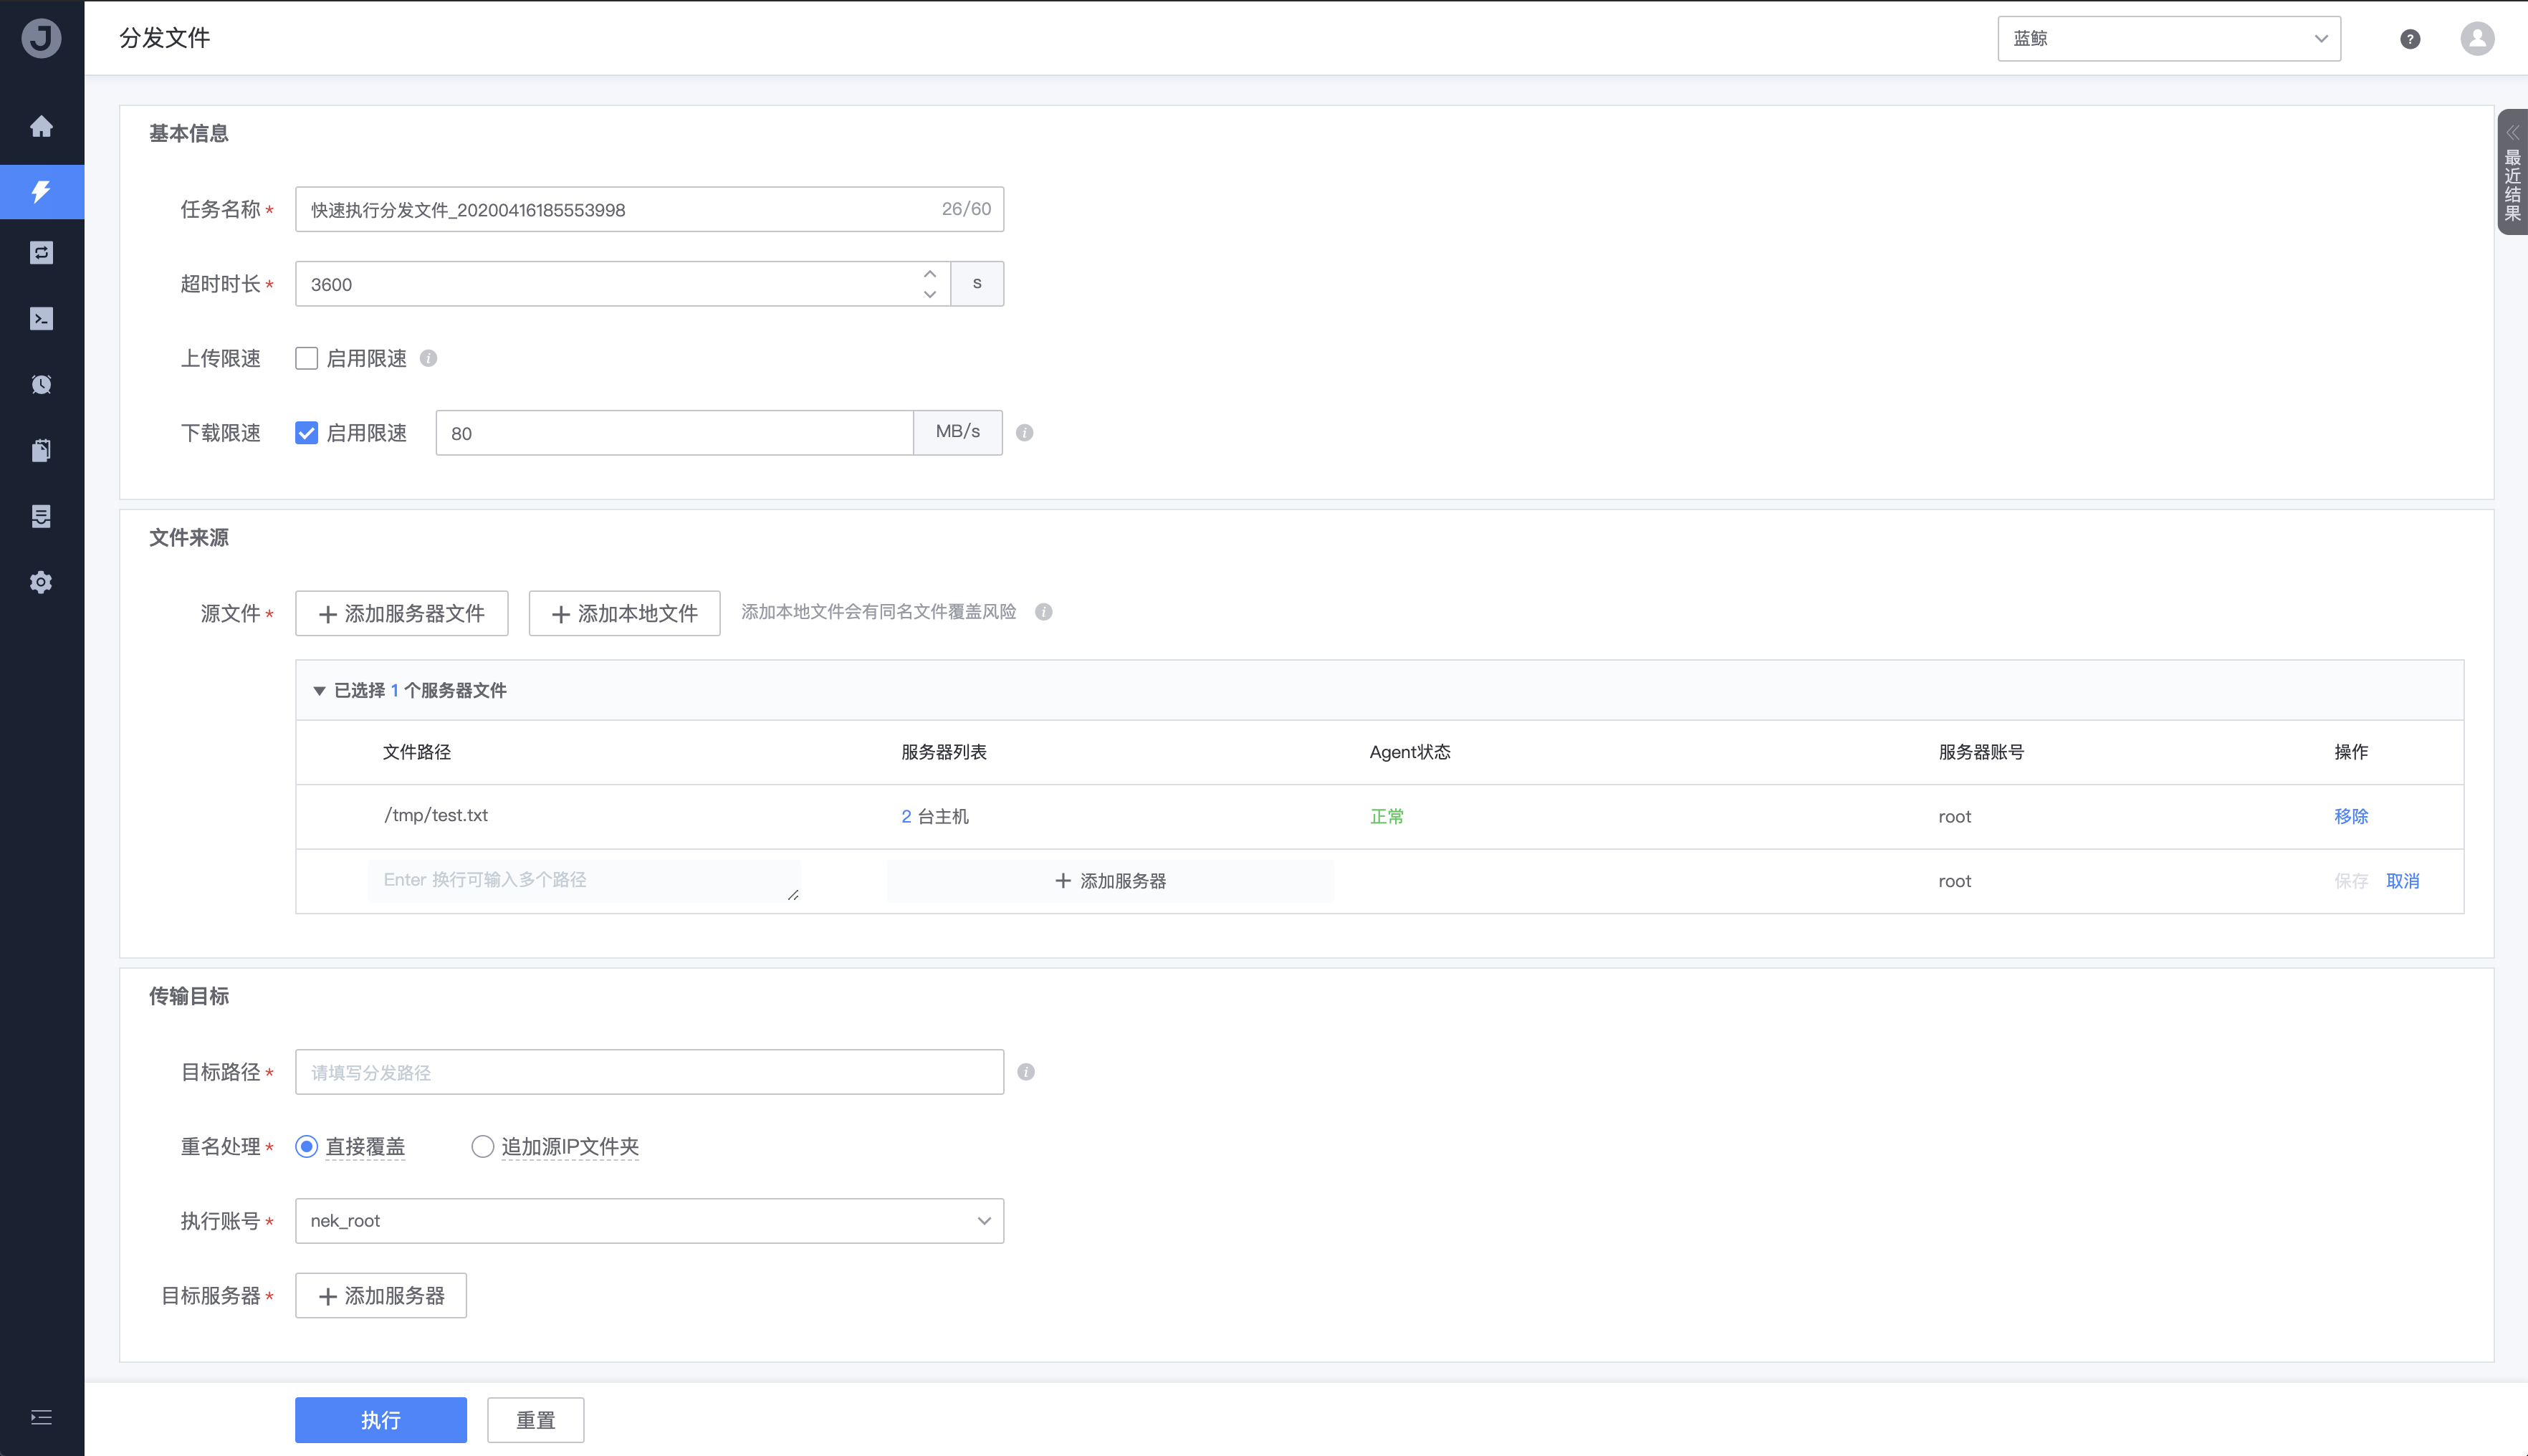 J
分发文件
蓝鲸
?
最近结果
基本信息
任务名称*
快速执行分发文件_20200416185553998
26/60
超时时长*
3600
s
上传限速
启用限速
下载限速
启用限速
80
MB/s
文件来源
源文件*
添加服务器文件
添加本地文件
添加本地文件会有同名文件覆盖风险
已选择 1 个服务器文件
文件路径
服务器列表
Agent状态
服务器账号
操作
/tmp/test.txt
2 台主机
正常
root
移除
Enter 换行可输入多个路径
添加服务器
root
保存
取消
传输目标
目标路径*
请填写分发路径
重名处理*
直接覆盖
追加源IP文件夹
执行账号*
nek_root
目标服务器*
添加服务器
执行
重置